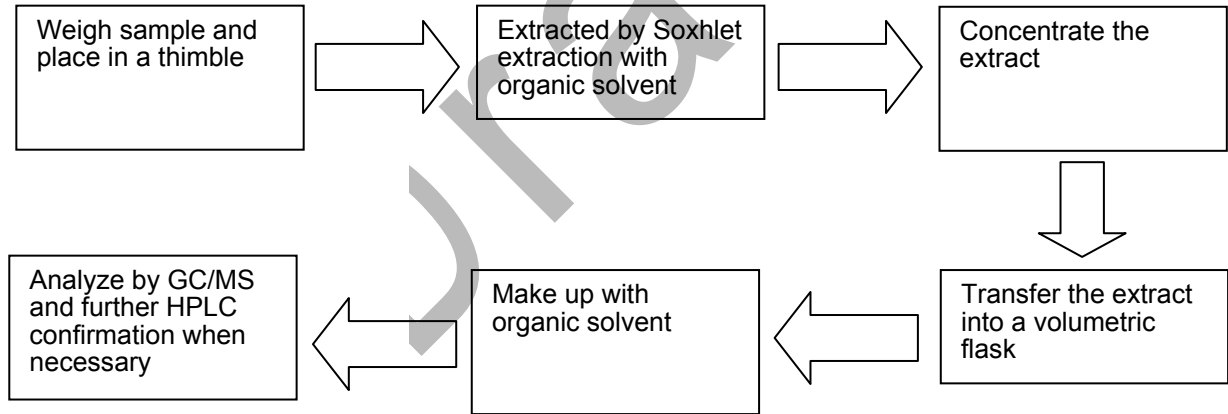 Weigh sample and
place in a thimble
Extracted by Soxhlet
extraction with
organic solvent
Concentrate the
extract
Transfer the extract
into a volumetric
flask
Make up with
organic solvent
Analyze by GC/MS
and further HPLC
confirmation when
necessary